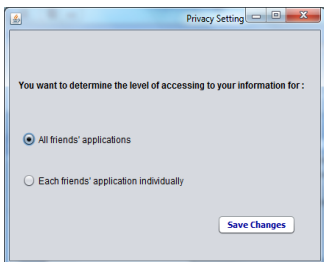 Privacy Setting
You want to determine the level of accessing to your information for :
All friends' applications
Each friends' application individually
Save Changes